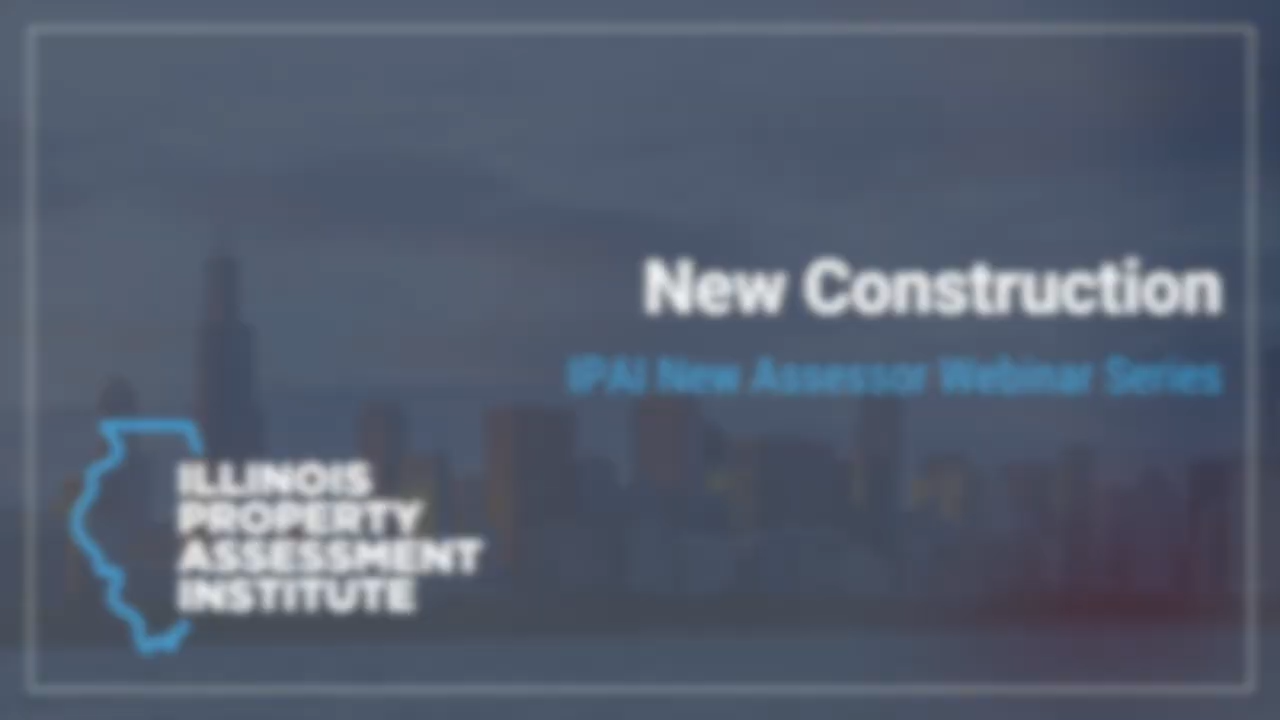 New Construction
IPAI New Assessor Webinar Series
ILLINOIS
PROPERTY
ASSESSMENT
INSTITUTE